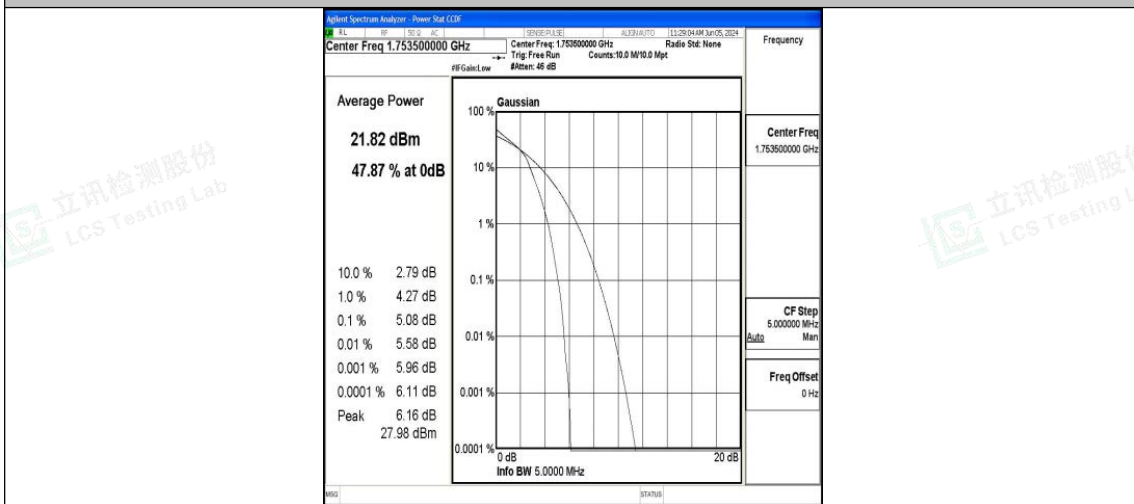 Agilent Spectrum Analyzer - Power Stat CCDF
RL RF 50 Ω AC SENSE:PULSE ALIGN AUTO 11:29:04 AM Jun 05, 2024
Center Freq 1.753500000 GHz
Center Freq: 1.753500000 GHz Radio Std: None
Trig: Free Run Counts:10.0 M/10.0 Mpt
#IFGain:Low #Atten: 46 dB
Frequency
Average Power
21.82 dBm
47.87 % at 0dB
10.0 % 2.79 dB
1.0 % 4.27 dB
0.1 % 5.08 dB
0.01 % 5.58 dB
0.001 % 5.96 dB
0.0001 % 6.11 dB
Peak 6.16 dB
27.98 dBm
Gaussian
100 %
10 %
1 %
0.1 %
0.01 %
0.001 %
0.0001 %
0 dB 20 dB
Info BW 5.0000 MHz
Center Freq
1.753500000 GHz
CF Step
5.000000 MHz
Auto Man
Freq Offset
0 Hz
MSG STATUS
立讯检测股份
LCS Testing Lab
立讯检测股份
LCS Testing L